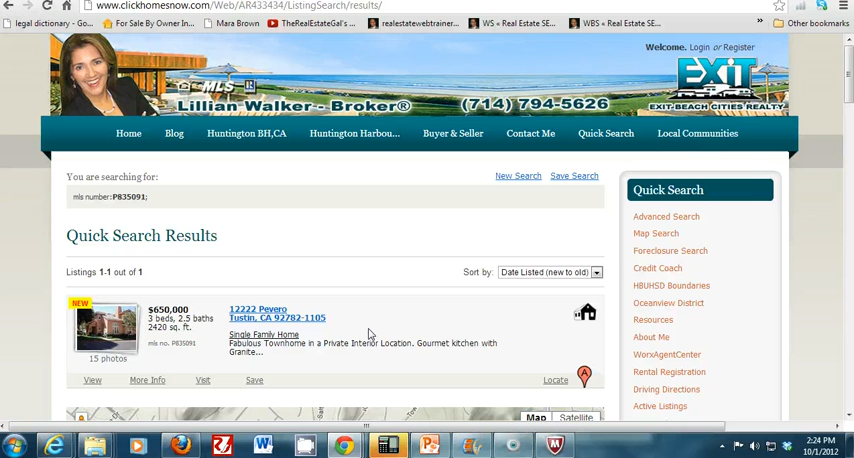 www.clickhomesnow.com/Web/AR433434/ListingSearch/results/
legal dictionary - Go...
For Sale By Owner In...
Mara Brown
TheRealEstateGal's ...
realestatewebtrainer...
WS « Real Estate SE...
WBS « Real Estate SE...
»
Other bookmarks
Welcome. Login or Register
MLS R
EXIT
Lillian Walker - Broker®
(714) 794-5626
EXIT-BEACH CITIES REALTY
Home
Blog
Huntington BH,CA
Huntington Harbou...
Buyer & Seller
Contact Me
Quick Search
Local Communities
You are searching for:
New Search
Save Search
mls number:P835091;
Quick Search Results
Listings 1-1 out of 1
Sort by:
Date Listed (new to old)
NEW
15 photos
$650,000
3 beds, 2.5 baths
2420 sq. ft.
mls no. P835091
12222 Pevero
Tustin, CA 92782-1105
Single Family Home
Fabulous Townhome in a Private Interior Location. Gourmet kitchen with
Granite...
View
More Info
Visit
Save
Locate
A
Map
Satellite
Quick Search
Advanced Search
Map Search
Foreclosure Search
Credit Coach
HBUHSD Boundaries
Oceanview District
Resources
About Me
WorxAgentCenter
Rental Registration
Driving Directions
Active Listings
2:24 PM
10/1/2012